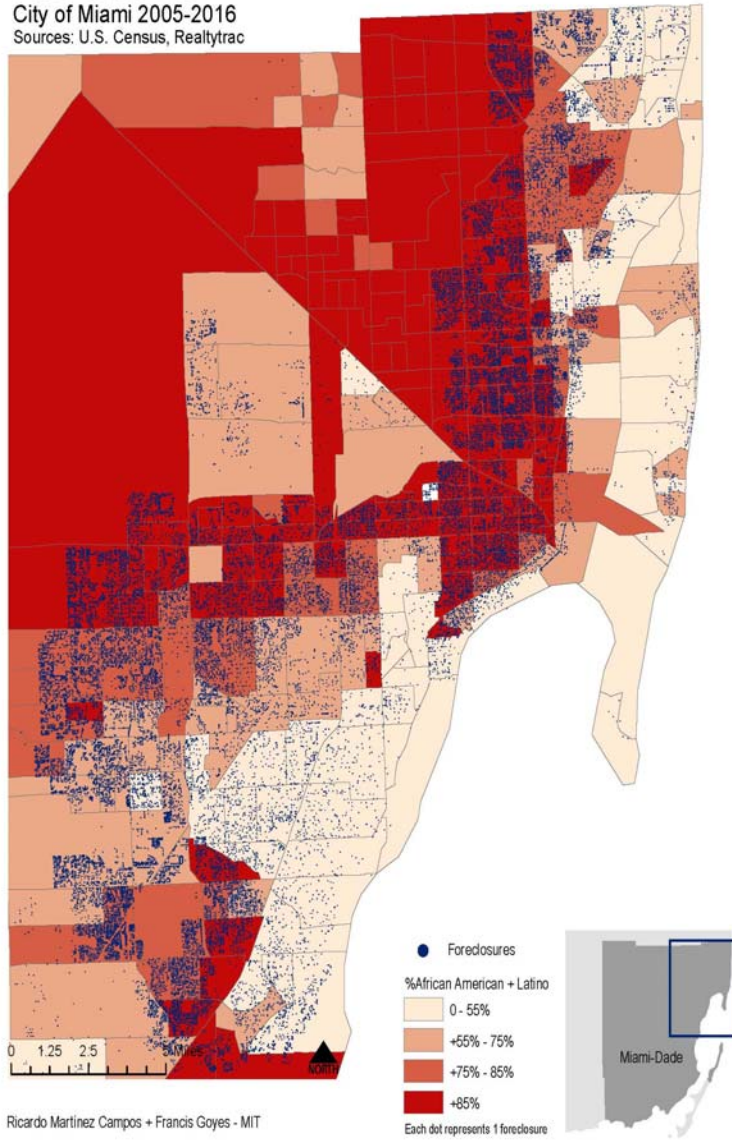 City of Miami 2005-2016
Sources: U.S. Census, Realtytrac
Foreclosures
%African American + Latino
0 - 55%
+55% - 75%
+75% - 85%
+85%
Each dot represents 1 foreclosure
Miami-Dade
0 1.25 2.5 5 Miles
NORTH
Ricardo Martinez Campos + Francis Goyes - MIT